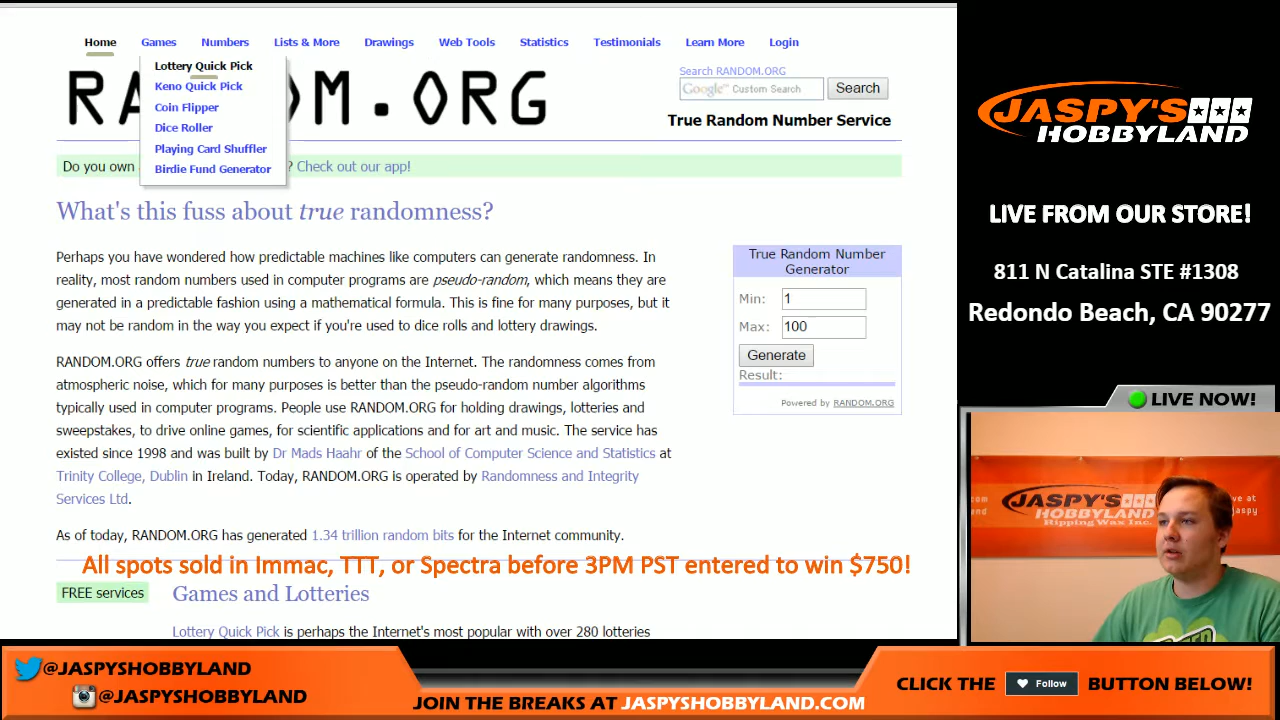 Home Games Numbers Lists & More Drawings Web Tools Statistics Testimonials Learn More Login
Lottery Quick Pick
Keno Quick Pick
Coin Flipper
Dice Roller
Playing Card Shuffler
Birdie Fund Generator
RA DOM.ORG
Search RANDOM.ORG
Google™ Custom Search
Search
True Random Number Service
Do you own ? Check out our app!
What's this fuss about true randomness?
Perhaps you have wondered how predictable machines like computers can generate randomness. In
reality, most random numbers used in computer programs are pseudo-random, which means they are
generated in a predictable fashion using a mathematical formula. This is fine for many purposes, but it
may not be random in the way you expect if you're used to dice rolls and lottery drawings.
RANDOM.ORG offers true random numbers to anyone on the Internet. The randomness comes from
atmospheric noise, which for many purposes is better than the pseudo-random number algorithms
typically used in computer programs. People use RANDOM.ORG for holding drawings, lotteries and
sweepstakes, to drive online games, for scientific applications and for art and music. The service has
existed since 1998 and was built by Dr Mads Haahr of the School of Computer Science and Statistics at
Trinity College, Dublin in Ireland. Today, RANDOM.ORG is operated by Randomness and Integrity
Services Ltd.
As of today, RANDOM.ORG has generated 1.34 trillion random bits for the Internet community.
True Random Number
Generator
Min: 1
Max: 100
Generate
Result:
Powered by RANDOM.ORG
All spots sold in Immac, TTT, or Spectra before 3PM PST entered to win $750!
FREE services
Games and Lotteries
Lottery Quick Pick is perhaps the Internet's most popular with over 280 lotteries
JASPY'S
HOBBYLAND
LIVE FROM OUR STORE!
811 N Catalina STE #1308
Redondo Beach, CA 90277
LIVE NOW!
JASPY'S
HOBBYLAND
Ripping Wax Inc.
@JASPYSHOBBYLAND
@JASPYSHOBBYLAND
JOIN THE BREAKS AT JASPYSHOBBYLAND.COM
CLICK THE Follow BUTTON BELOW!